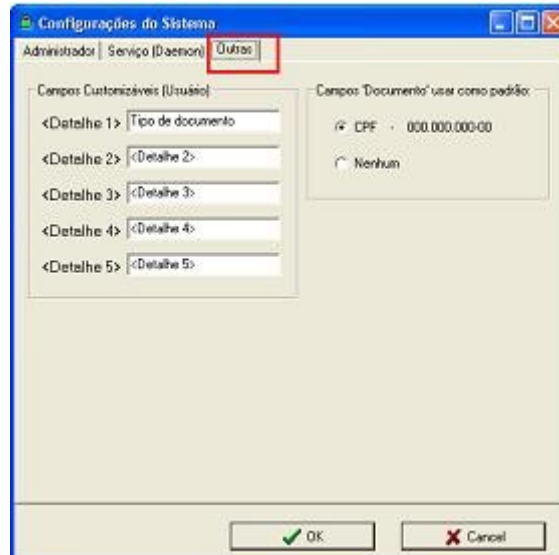 Configurações do Sistema
Administrador Serviço (Daemon) Outras
Campos Customizáveis (Usuário)
<Detalhe 1> Tipo de documento
<Detalhe 2> <Detalhe 2>
<Detalhe 3> <Detalhe 3>
<Detalhe 4> <Detalhe 4>
<Detalhe 5> <Detalhe 5>
Campos 'Documento' usar como padrão:
CPF - 000.000.000-00
Nenhum
OK Cancel